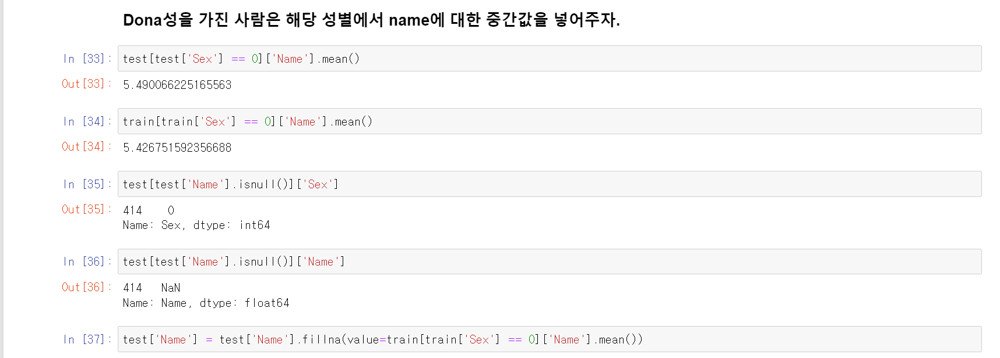 Dona성을 가진 사람은 해당 성별에서 name에 대한 중간값을 넣어주자.
In [33]: test[test['Sex'] == 0]['Name'].mean()
Out[33]: 5.490066225165563
In [34]: train[train['Sex'] == 0]['Name'].mean()
Out[34]: 5.426751592356688
In [35]: test[test['Name'].isnull()]['Sex']
Out[35]: 414    0
Name: Sex, dtype: int64
In [36]: test[test['Name'].isnull()]['Name']
Out[36]: 414   NaN
Name: Name, dtype: float64
In [37]: test['Name'] = test['Name'].fillna(value=train[train['Sex'] == 0]['Name'].mean())